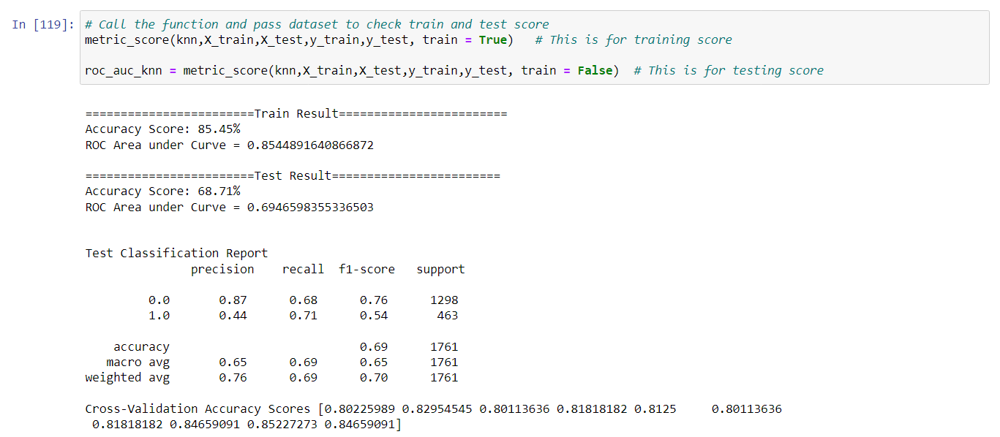 In [119]: # Call the function and pass dataset to check train and test score
metric_score(knn,X_train,X_test,y_train,y_test, train = True)   # This is for training score
roc_auc_knn = metric_score(knn,X_train,X_test,y_train,y_test, train = False)  # This is for testing score
========================Train Result========================
Accuracy Score: 85.45%
ROC Area under Curve = 0.8544891640866872
========================Test Result========================
Accuracy Score: 68.71%
ROC Area under Curve = 0.6946598355336503
Test Classification Report
               precision    recall  f1-score   support
         0.0       0.87      0.68      0.76      1298
         1.0       0.44      0.71      0.54       463
    accuracy                           0.69      1761
   macro avg       0.65      0.69      0.65      1761
weighted avg       0.76      0.69      0.70      1761
Cross-Validation Accuracy Scores [0.80225989 0.82954545 0.80113636 0.81818182 0.8125     0.80113636
 0.81818182 0.84659091 0.85227273 0.84659091]